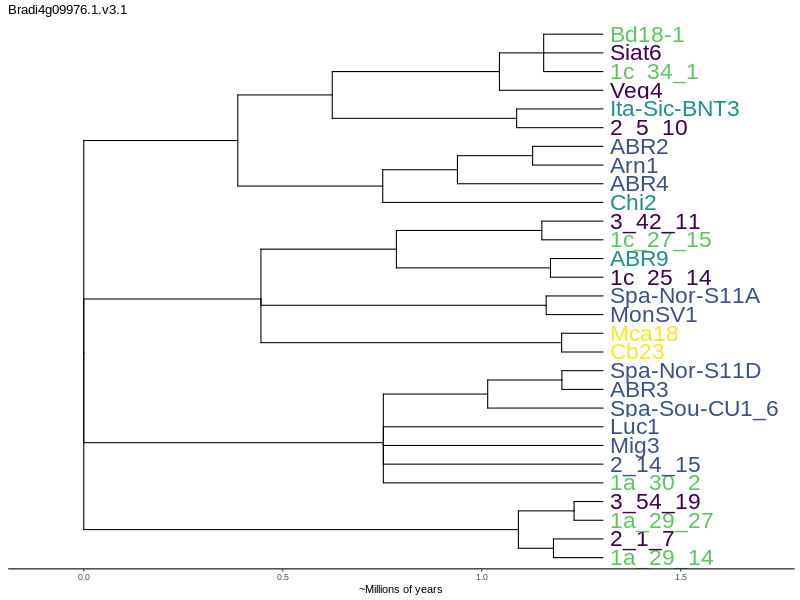 Bradi4g09976.1.v3.1
Bd18-1
Siat6
1c_34_1
Veg4
Ita-Sic-BNT3
2_5_10
ABR2
Arn1
ABR4
Chi2
3_42_11
1c_27_15
ABR9
1c_25_14
Spa-Nor-S11A
MonSV1
Mca18
Cb23
Spa-Nor-S11D
ABR3
Spa-Sou-CU1_6
Luc1
Mig3
2_14_15
1a_30_2
3_54_19
1a_29_27
2_1_7
1a_29_14
0.0 0.5 1.0 1.5
~Millions of years